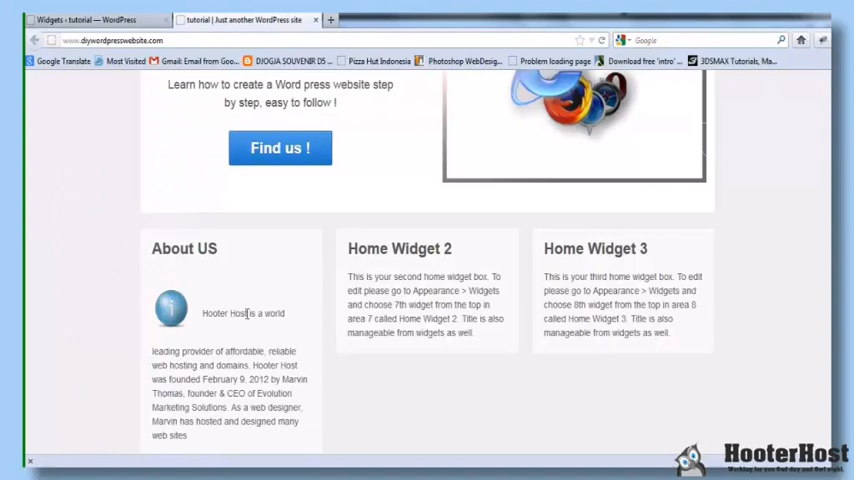 Widgets ‹ tutorial — WordPress
tutorial | Just another WordPress site
www.diywordpresswebsite.com
Google
Google Translate
Most Visited
Gmail: Email from Goo...
DJOGJA SOUVENIR D5 ...
Pizza Hut Indonesia
Photoshop WebDesig...
Problem loading page
Download free 'intro' ...
3DSMAX Tutorials, Ma...
Learn how to create a Word press website step
by step, easy to follow !
Find us !
About US
Hooter Host is a world
leading provider of affordable, reliable
web hosting and domains. Hooter Host
was founded February 9, 2012 by Marvin
Thomas, founder & CEO of Evolution
Marketing Solutions. As a web designer,
Marvin has hosted and designed many
web sites
Home Widget 2
This is your second home widget box. To
edit please go to Appearance > Widgets
and choose 7th widget from the top in
area 7 called Home Widget 2. Title is also
manageable from widgets as well.
Home Widget 3
This is your third home widget box. To edit
please go to Appearance > Widgets and
choose 8th widget from the top in area 8
called Home Widget 3. Title is also
manageable from widgets as well.
HooterHost
Working for you Owl day and Owl night.